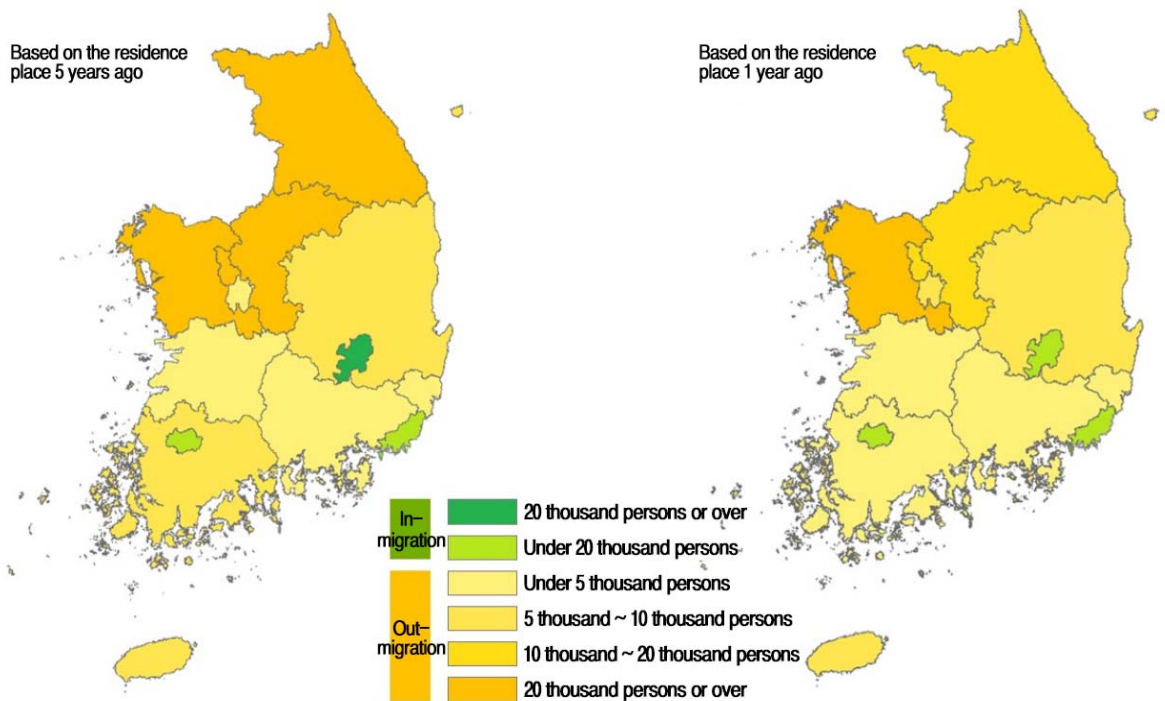 Based on the residence
place 5 years ago
Based on the residence
place 1 year ago
In-
migration
20 thousand persons or over
Under 20 thousand persons
Out-
migration
Under 5 thousand persons
5 thousand ~ 10 thousand persons
10 thousand ~ 20 thousand persons
20 thousand persons or over